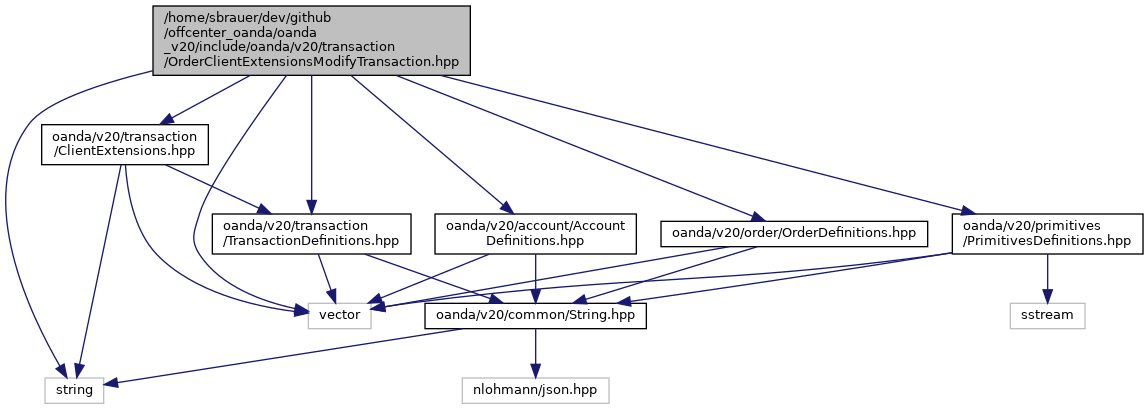 /home/sbrauer/dev/github
/offcenter_oanda/oanda
_v20/include/oanda/v20/transaction
/OrderClientExtensionsModifyTransaction.hpp
oanda/v20/transaction
/ClientExtensions.hpp
oanda/v20/transaction
/TransactionDefinitions.hpp
oanda/v20/account/Account
Definitions.hpp
oanda/v20/order/OrderDefinitions.hpp
oanda/v20/primitives
/PrimitivesDefinitions.hpp
vector
oanda/v20/common/String.hpp
sstream
string
nlohmann/json.hpp